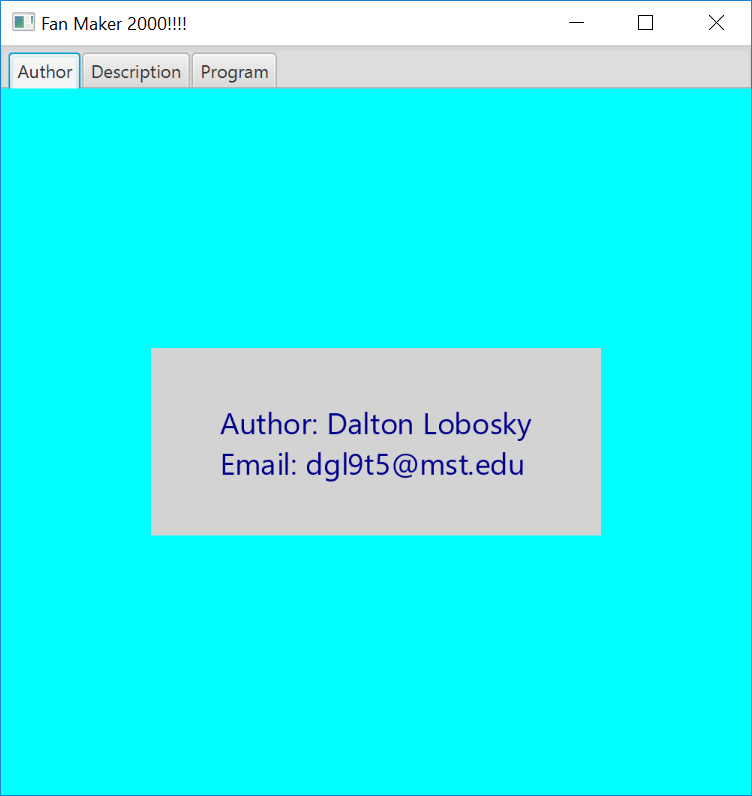 Fan Maker 2000!!!!
Author Description Program
Author: Dalton Lobosky
Email: dgl9t5@mst.edu